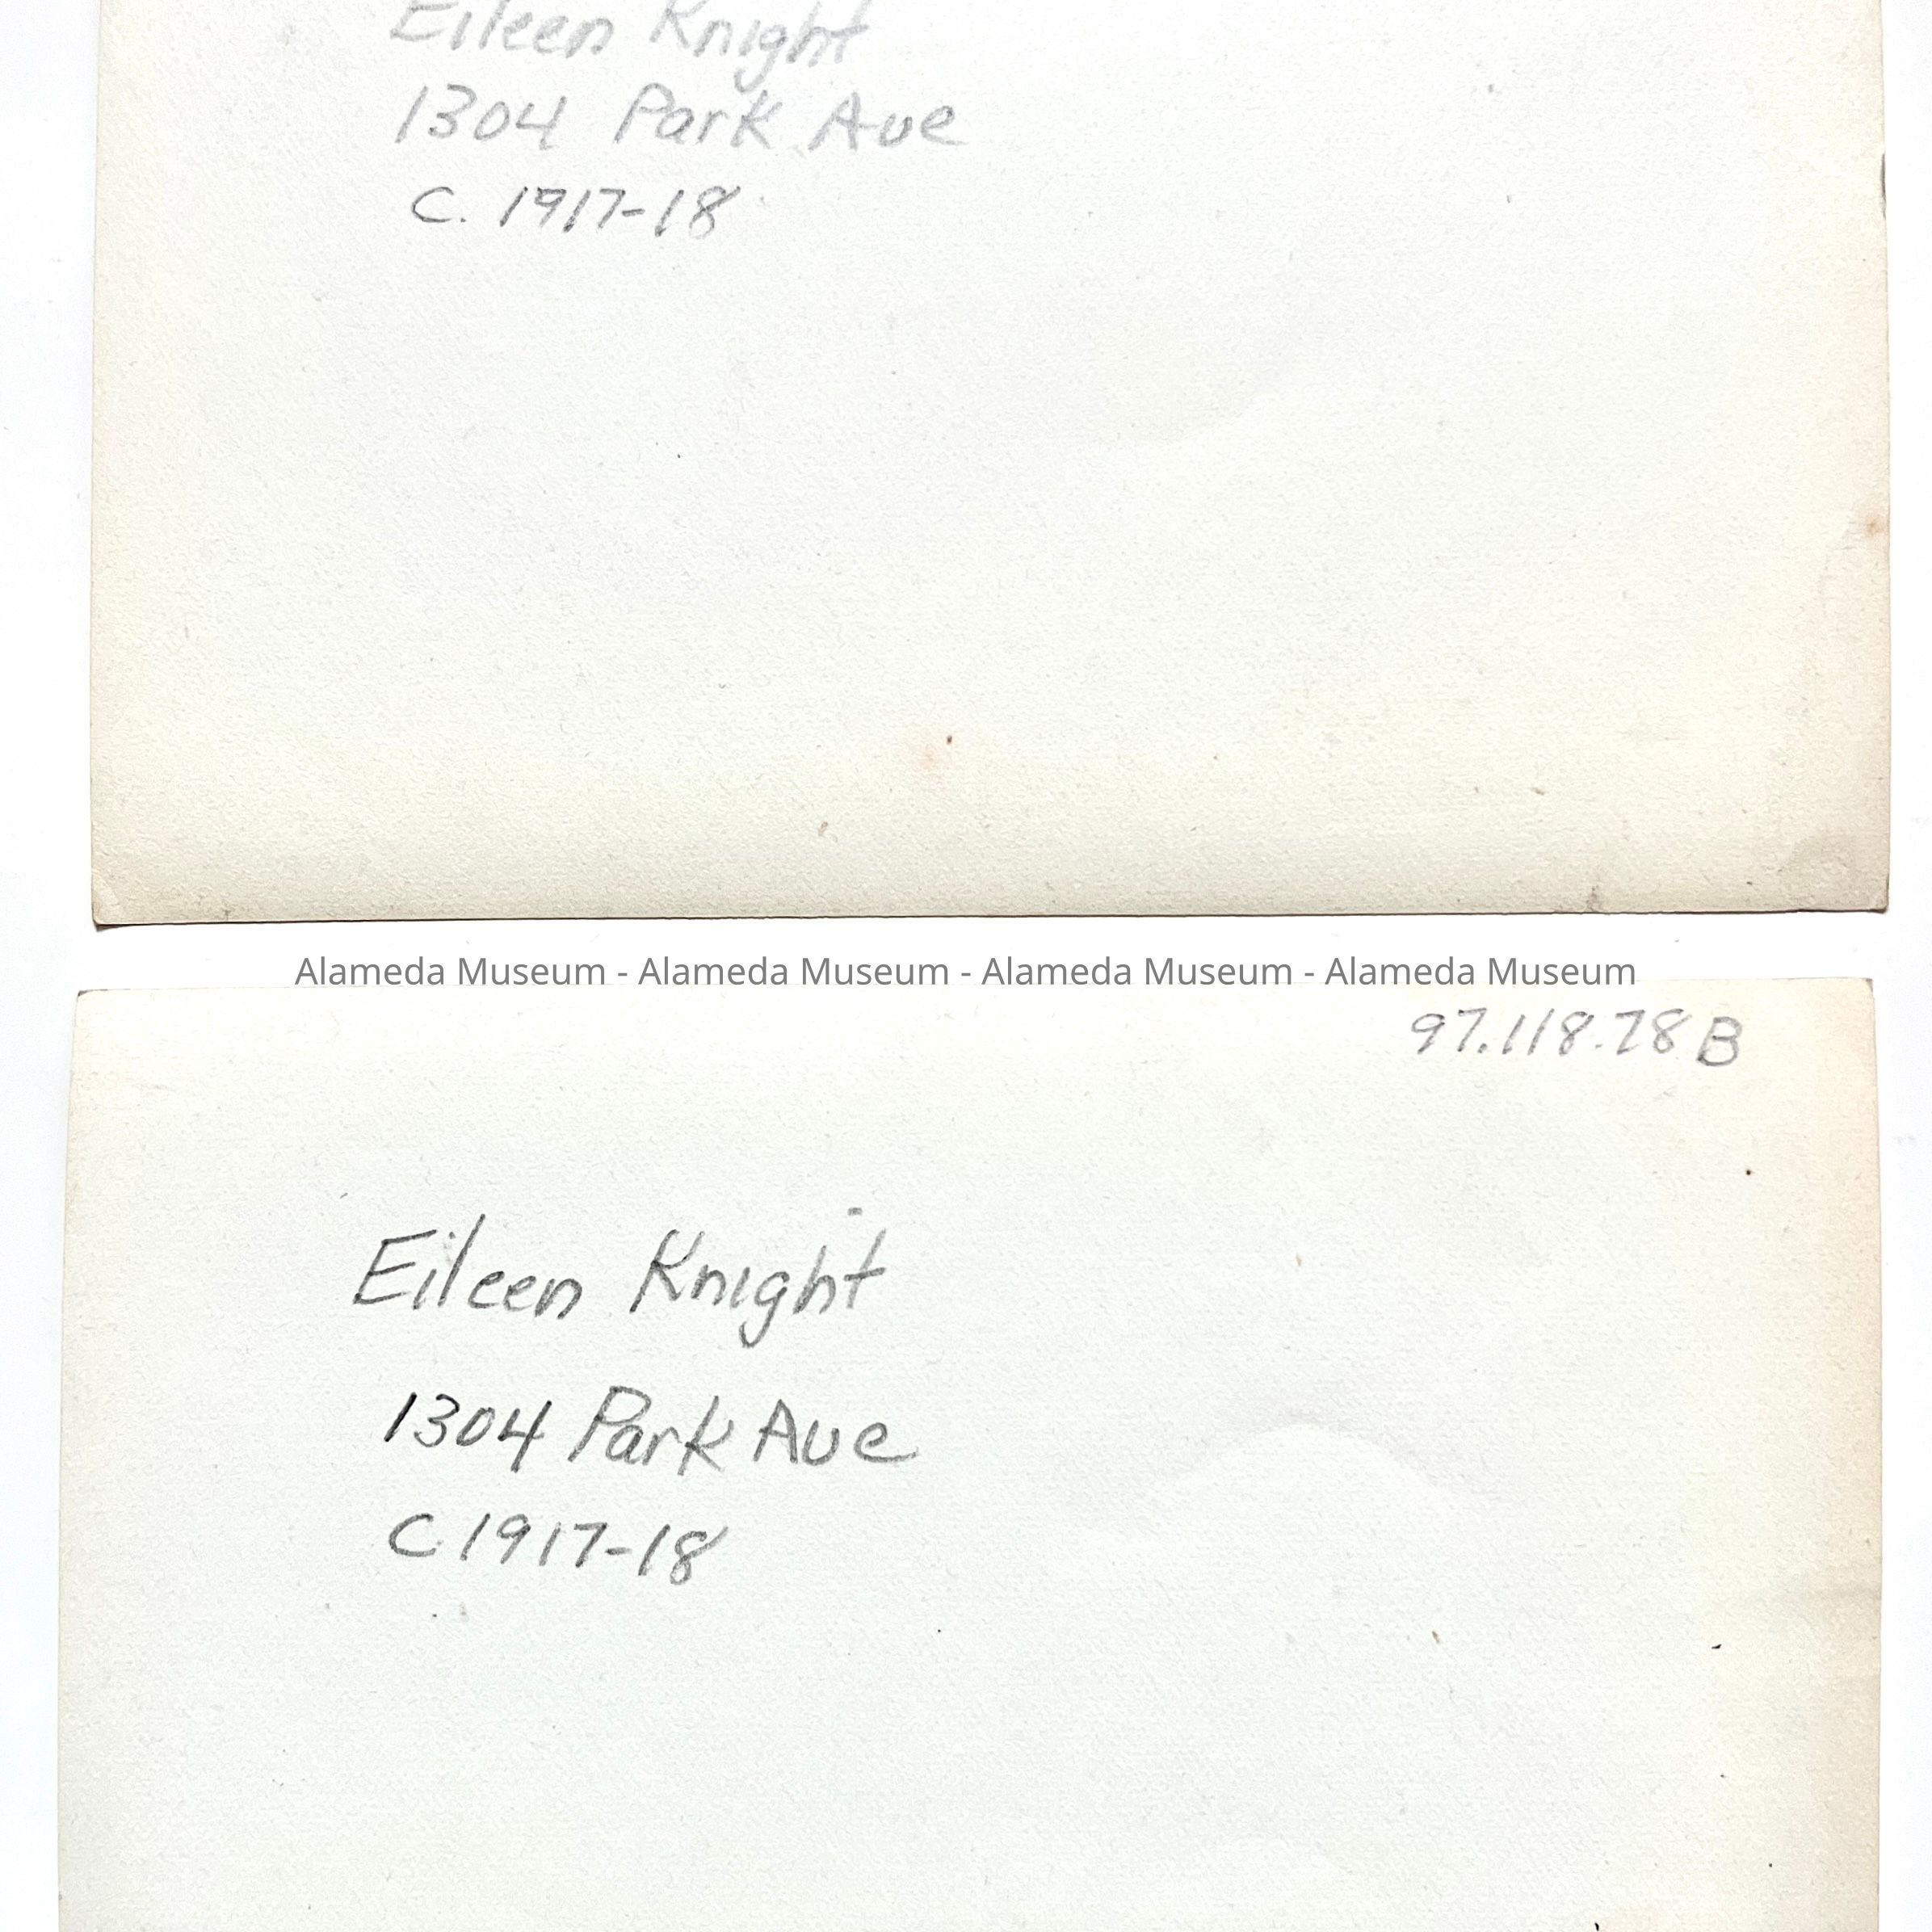 Eileen Knight
1304 Park Ave
C. 1917-18
Alameda Museum - Alameda Museum - Alameda Museum - Alameda Museum
97.118.78B
Eileen Knight
1304 Park Ave
C 1917-18